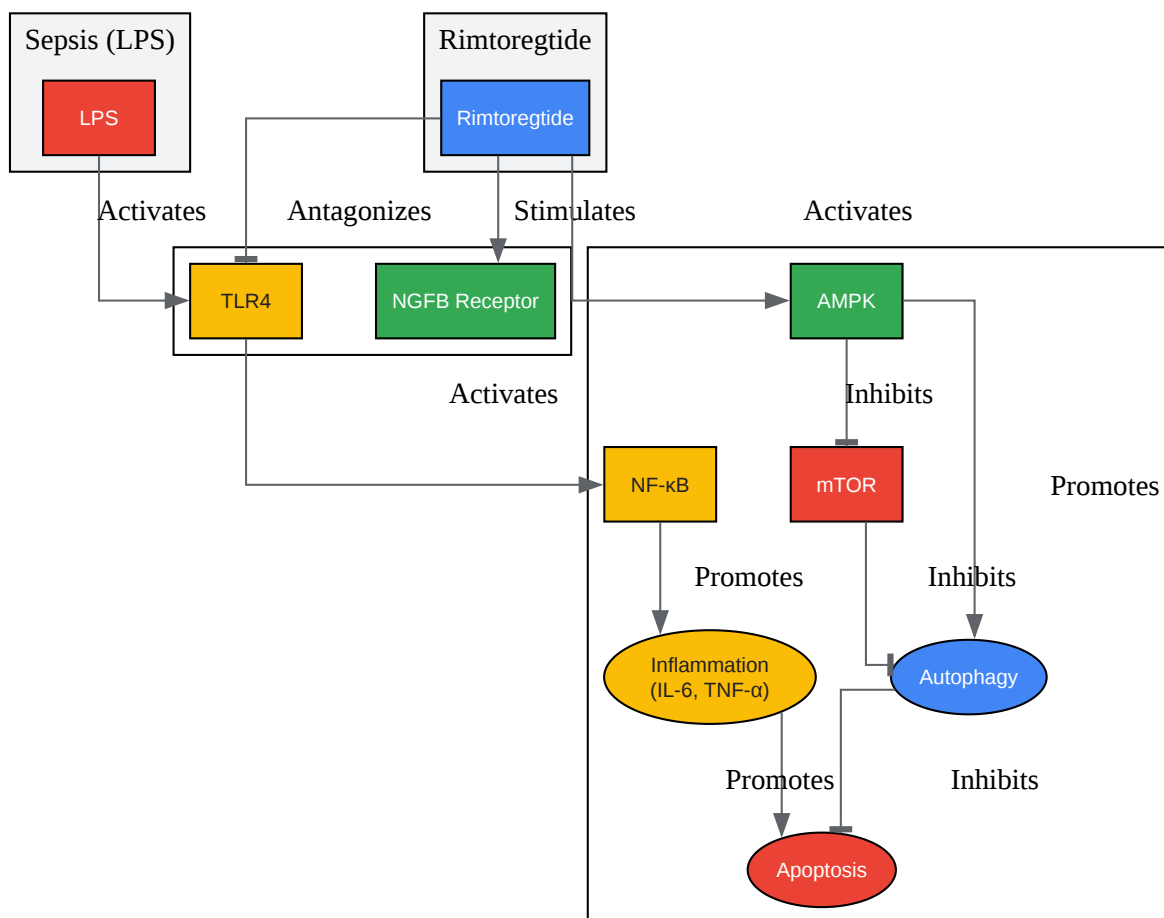 Sepsis (LPS)
Rimtoregtide
LPS
Rimtoregtide
Activates
Antagonizes
Stimulates
Activates
TLR4
NGFB Receptor
AMPK
Activates
Inhibits
NF-κB
mTOR
Promotes
Promotes
Inhibits
Inflammation
(IL-6, TNF-α)
Autophagy
Promotes
Inhibits
Apoptosis